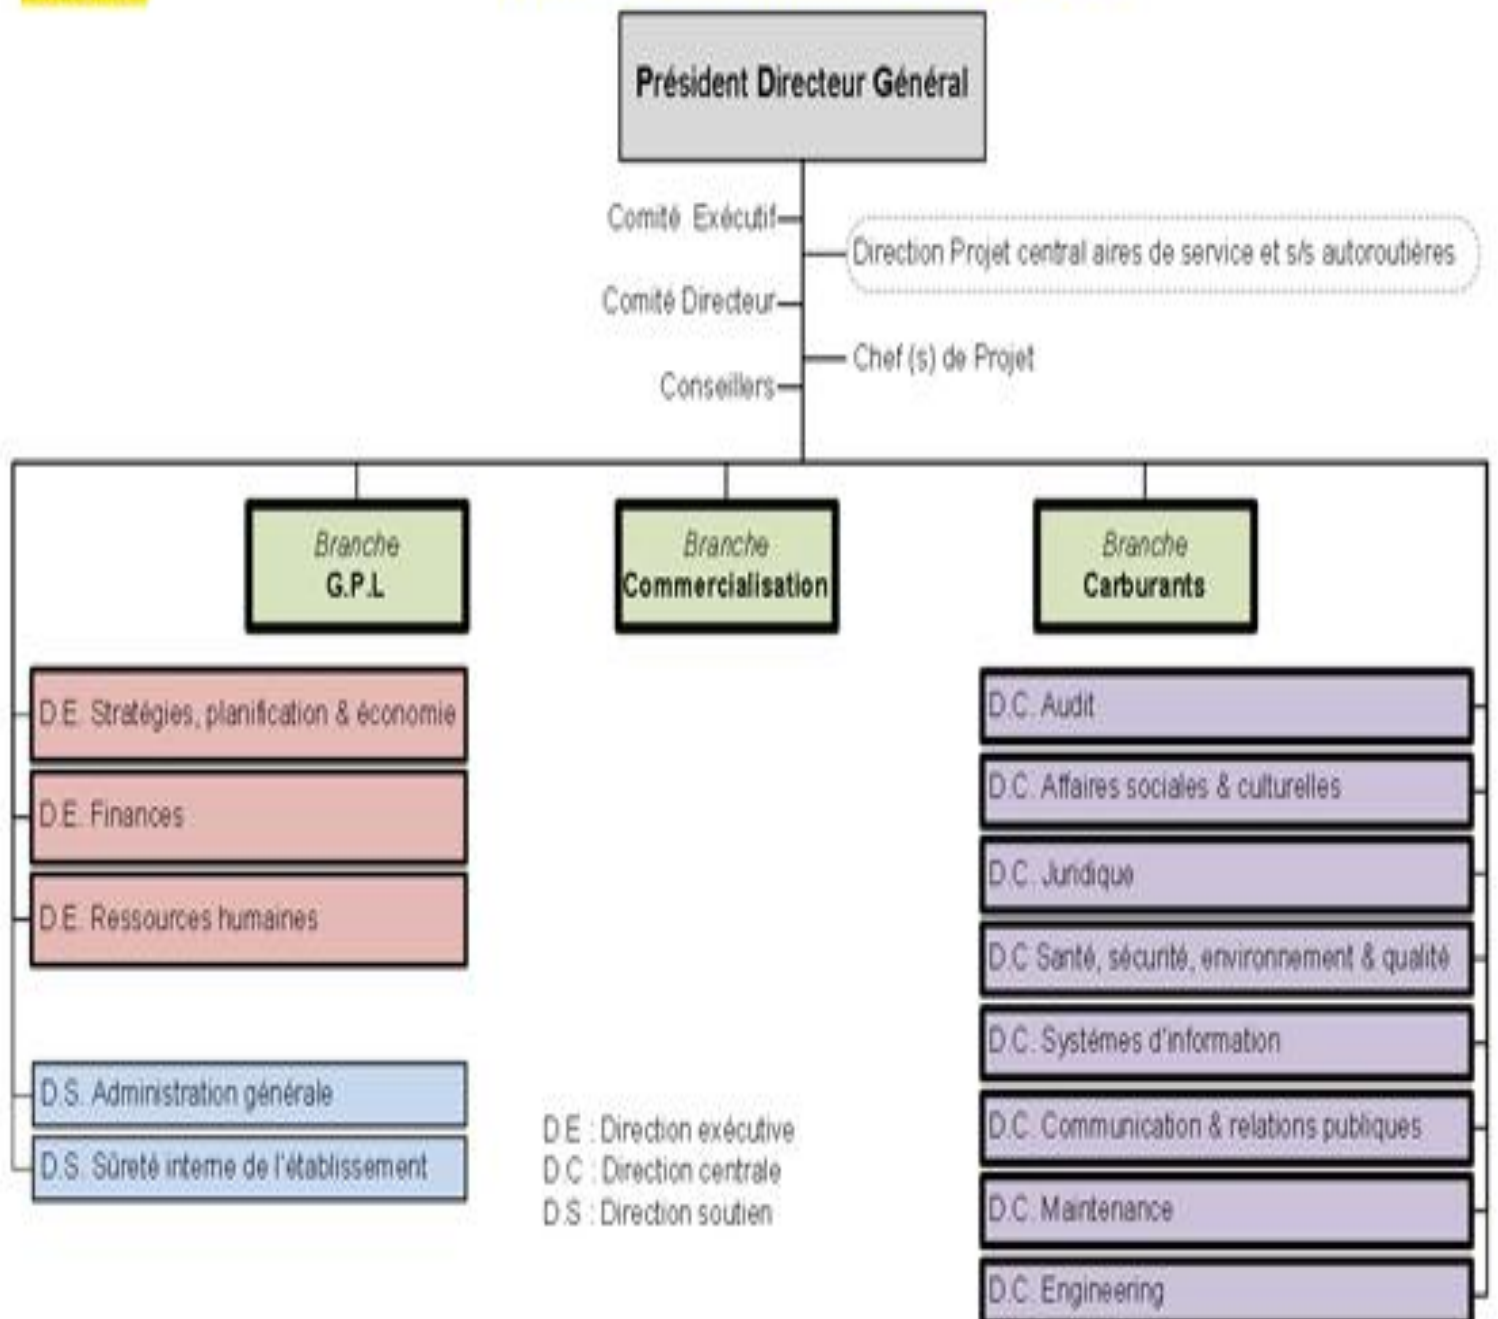 Président Directeur Général
Comité Exécutif
Direction Projet central aires de service et s/s autoroutières
Comité Directeur
Chef (s) de Projet
Conseillers
Branche
G.P.L
Branche
Commercialisation
Branche
Carburants
D.E. Stratégies, planification & économie
D.E. Finances
D.E. Ressources humaines
D.S. Administration générale
D.S. Sûreté interne de l'établissement
D.E : Direction exécutive
D.C : Direction centrale
D.S : Direction soutien
D.C. Audit
D.C. Affaires sociales & culturelles
D.C. Juridique
D.C Santé, sécurité, environnement & qualité
D.C. Systèmes d'information
D.C. Communication & relations publiques
D.C. Maintenance
D.C. Engineering